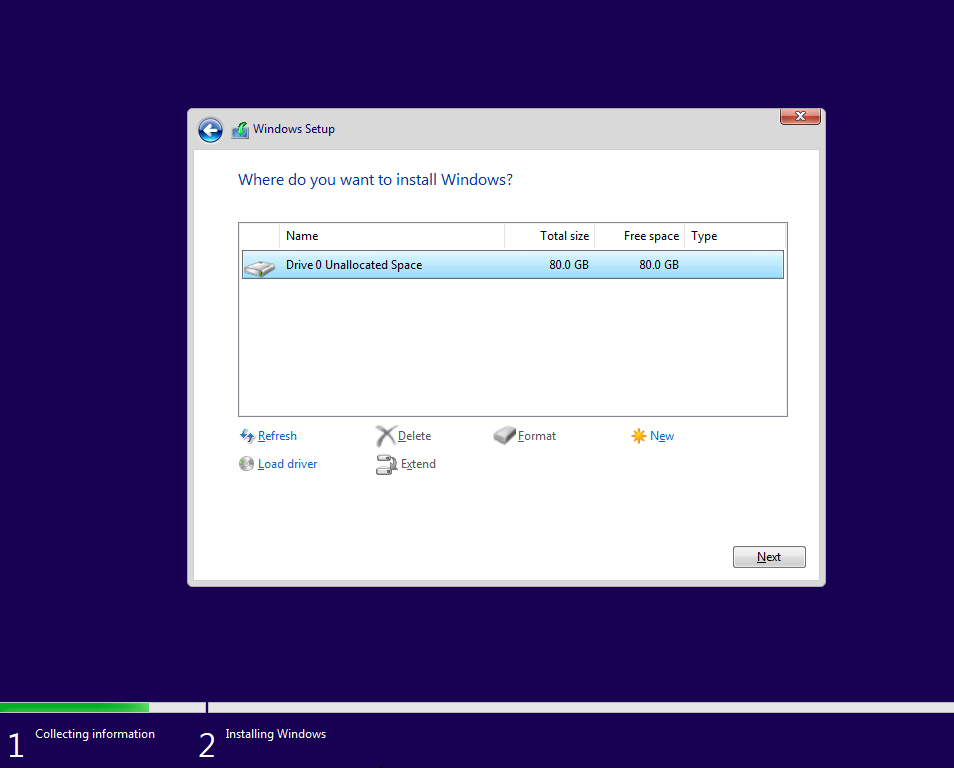 Windows Setup
Where do you want to install Windows?
Name Total size Free space Type
Drive 0 Unallocated Space 80.0 GB 80.0 GB
Refresh Delete Format New
Load driver Extend
Next
1 Collecting information 2 Installing Windows